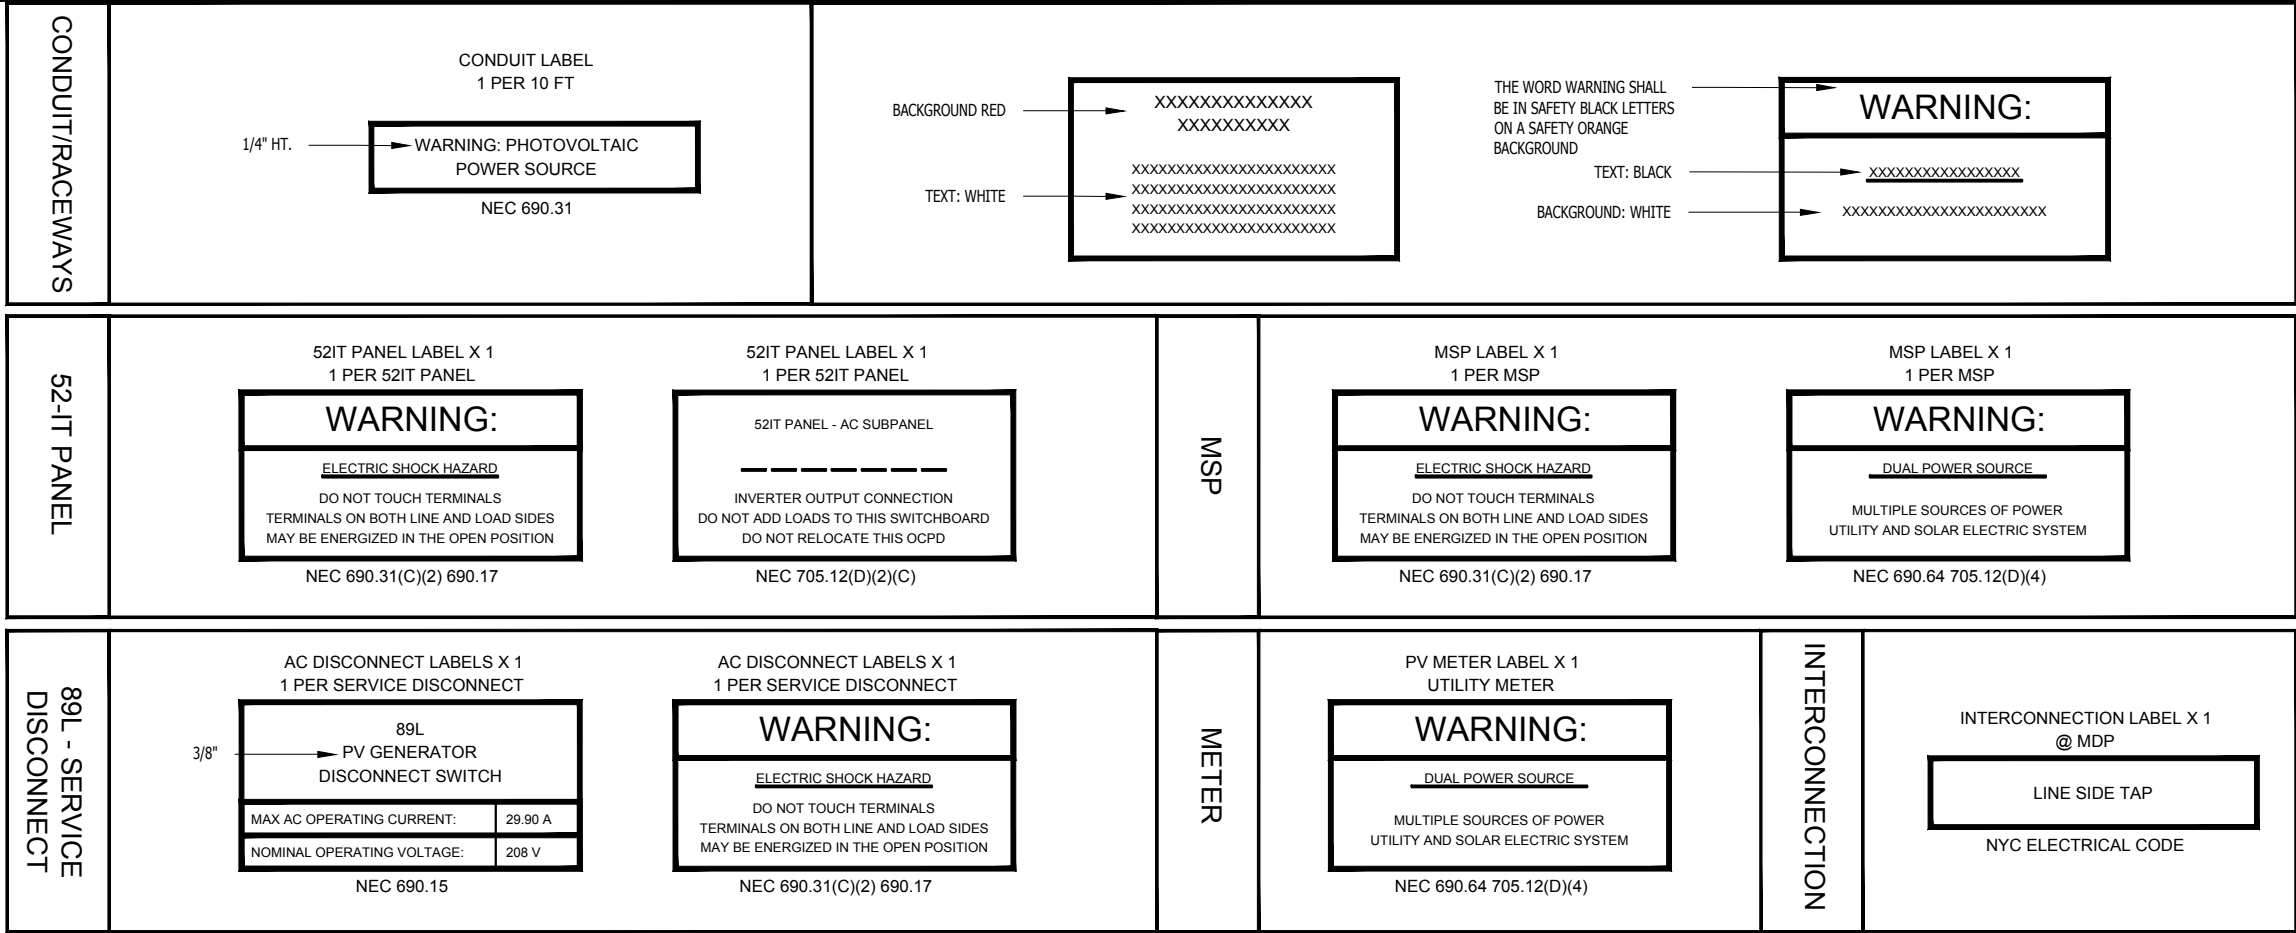 CONDUIT/RACEWAYS
CONDUIT LABEL
1 PER 10 FT
1/4" HT.
WARNING: PHOTOVOLTAIC
POWER SOURCE
NEC 690.31
BACKGROUND RED
TEXT: WHITE
XXXXXXXXXXXXXX
XXXXXXXXXX
XXXXXXXXXXXXXXXXXXXXXXX
XXXXXXXXXXXXXXXXXXXXXXX
XXXXXXXXXXXXXXXXXXXXXXX
XXXXXXXXXXXXXXXXXXXXXXX
THE WORD WARNING SHALL
BE IN SAFETY BLACK LETTERS
ON A SAFETY ORANGE
BACKGROUND
TEXT: BLACK
BACKGROUND: WHITE
WARNING:
XXXXXXXXXXXXXXXXX
XXXXXXXXXXXXXXXXXXXXXXX
52-IT PANEL
52IT PANEL LABEL X 1
1 PER 52IT PANEL
WARNING:
ELECTRIC SHOCK HAZARD
DO NOT TOUCH TERMINALS
TERMINALS ON BOTH LINE AND LOAD SIDES
MAY BE ENERGIZED IN THE OPEN POSITION
NEC 690.31(C)(2) 690.17
52IT PANEL LABEL X 1
1 PER 52IT PANEL
52IT PANEL - AC SUBPANEL
INVERTER OUTPUT CONNECTION
DO NOT ADD LOADS TO THIS SWITCHBOARD
DO NOT RELOCATE THIS OCPD
NEC 705.12(D)(2)(C)
MSP
MSP LABEL X 1
1 PER MSP
WARNING:
ELECTRIC SHOCK HAZARD
DO NOT TOUCH TERMINALS
TERMINALS ON BOTH LINE AND LOAD SIDES
MAY BE ENERGIZED IN THE OPEN POSITION
NEC 690.31(C)(2) 690.17
MSP LABEL X 1
1 PER MSP
WARNING:
DUAL POWER SOURCE
MULTIPLE SOURCES OF POWER
UTILITY AND SOLAR ELECTRIC SYSTEM
NEC 690.64 705.12(D)(4)
89L - SERVICE
DISCONNECT
AC DISCONNECT LABELS X 1
1 PER SERVICE DISCONNECT
3/8"
89L
PV GENERATOR
DISCONNECT SWITCH
MAX AC OPERATING CURRENT: 29.90 A
NOMINAL OPERATING VOLTAGE: 208 V
NEC 690.15
AC DISCONNECT LABELS X 1
1 PER SERVICE DISCONNECT
WARNING:
ELECTRIC SHOCK HAZARD
DO NOT TOUCH TERMINALS
TERMINALS ON BOTH LINE AND LOAD SIDES
MAY BE ENERGIZED IN THE OPEN POSITION
NEC 690.31(C)(2) 690.17
METER
PV METER LABEL X 1
UTILITY METER
WARNING:
DUAL POWER SOURCE
MULTIPLE SOURCES OF POWER
UTILITY AND SOLAR ELECTRIC SYSTEM
NEC 690.64 705.12(D)(4)
INTERCONNECTION
INTERCONNECTION LABEL X 1
@ MDP
LINE SIDE TAP
NYC ELECTRICAL CODE